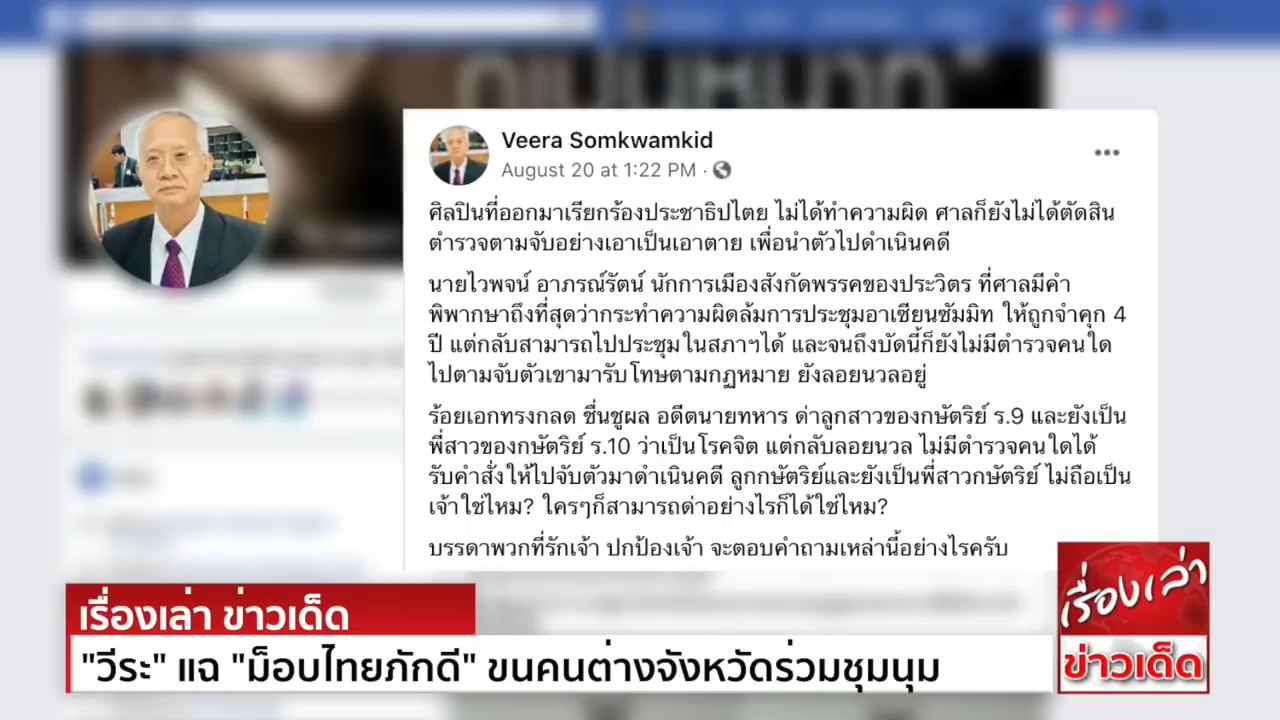 Veera Somkwamkid
August 20 at 1:22 PM ·
ศิลปินที่ออกมาเรียกร้องประชาธิปไตย ไม่ได้ทำความผิด ศาลก็ยังไม่ได้ตัดสิน
ตำรวจตามจับอย่างเอาเป็นเอาตาย เพื่อนำตัวไปดำเนินคดี
นายไวพจน์ อาภรณ์รัตน์ นักการเมืองสังกัดพรรคของประวิตร ที่ศาลมีคำ
พิพากษาถึงที่สุดว่ากระทำความผิดล้มการประชุมอาเซียนซัมมิท ให้ถูกจำคุก 4
ปี แต่กลับสามารถไปประชุมในสภาฯได้ และจนถึงบัดนี้ก็ยังไม่มีตำรวจคนใด
ไปตามจับตัวเขามารับโทษตามกฏหมาย ยังลอยนวลอยู่
ร้อยเอกทรงกลด ชื่นชูผล อดีตนายทหาร ด่าลูกสาวของกษัตริย์ ร.9 และยังเป็น
พี่สาวของกษัตริย์ ร.10 ว่าเป็นโรคจิต แต่กลับลอยนวล ไม่มีตำรวจคนใดได้
รับคำสั่งให้ไปจับตัวมาดำเนินคดี ลูกกษัตริย์และยังเป็นพี่สาวกษัตริย์ ไม่ถือเป็น
เจ้าใช่ไหม? ใครๆก็สามารถด่าอย่างไรก็ได้ใช่ไหม?
บรรดาพวกที่รักเจ้า ปกป้องเจ้า จะตอบคำถามเหล่านี้อย่างไรครับ
เรื่องเล่า ข่าวเด็ด
"วีระ" แฉ "ม็อบไทยภักดี" ขนคนต่างจังหวัดร่วมชุมนุม
เรื่องเล่า
ข่าวเด็ด